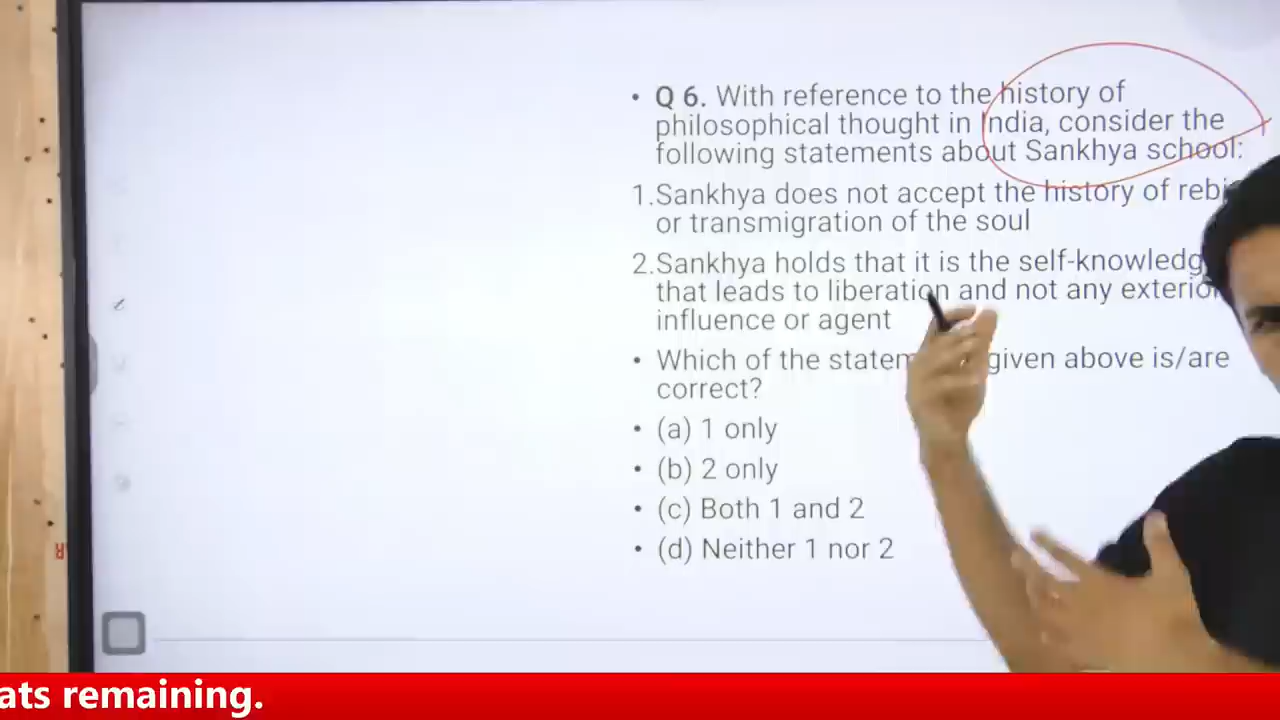 • Q 6. With reference to the history of
philosophical thought in India, consider the
following statements about Sankhya school:
1.Sankhya does not accept the history of
or transmigration of the soul
2.Sankhya holds that it is the
that leads to liberation and not any
influence or agent
• Which of the given above is/are
correct?
• (a) 1 only
• (b) 2 only
• (c) Both 1 and 2
• (d) Neither 1 nor 2
remaining.